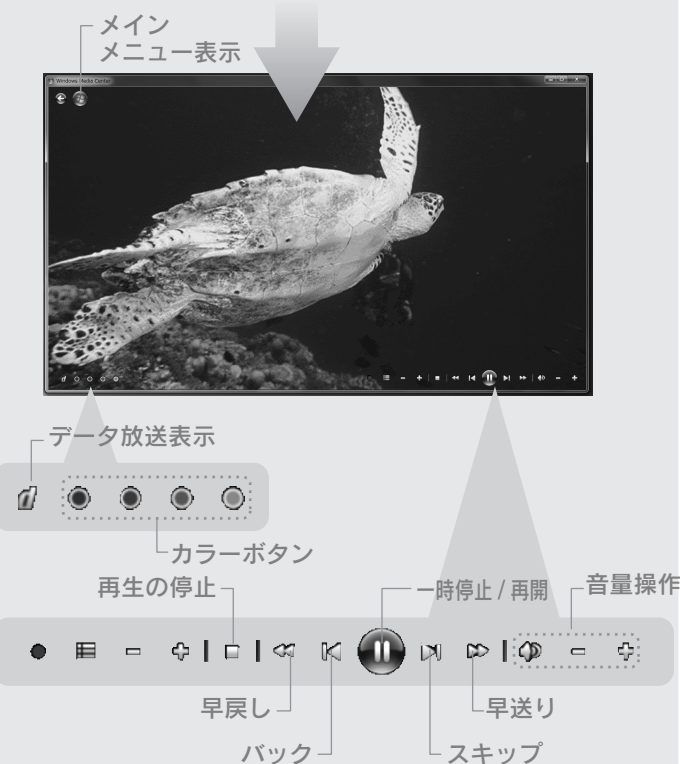 メイン
メニュー表示
Windows Media Center
データ放送表示
d
カラーボタン
再生の停止
一時停止 / 再開
音量操作
早戻し
早送り
バック
スキップ